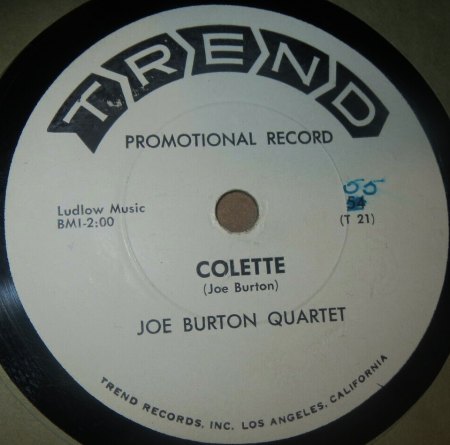 TREND
PROMOTIONAL RECORD
Ludlow Music
BMI-2:00
55
54
(T 21)
COLETTE
(Joe Burton)
JOE BURTON QUARTET
TREND RECORDS, INC. LOS ANGELES, CALIFORNIA